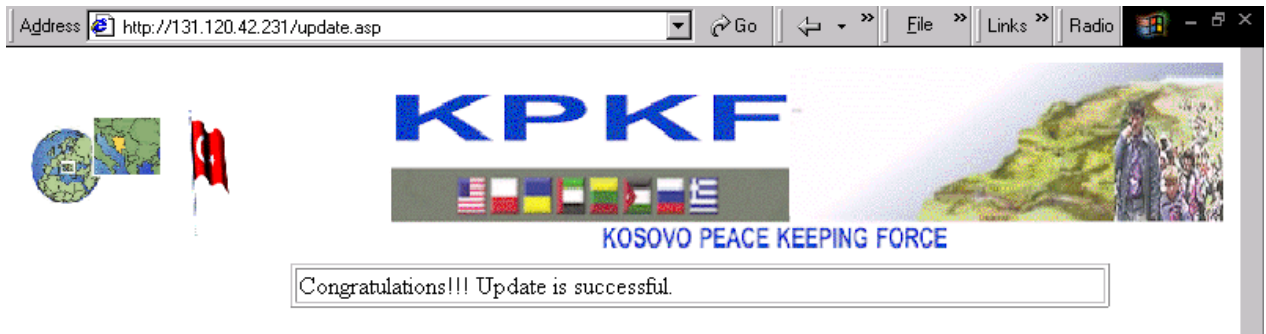 Address http://131.120.42.231/update.asp Go » File » Links » Radio
KPKF
KOSOVO PEACE KEEPING FORCE
Congratulations!!! Update is successful.